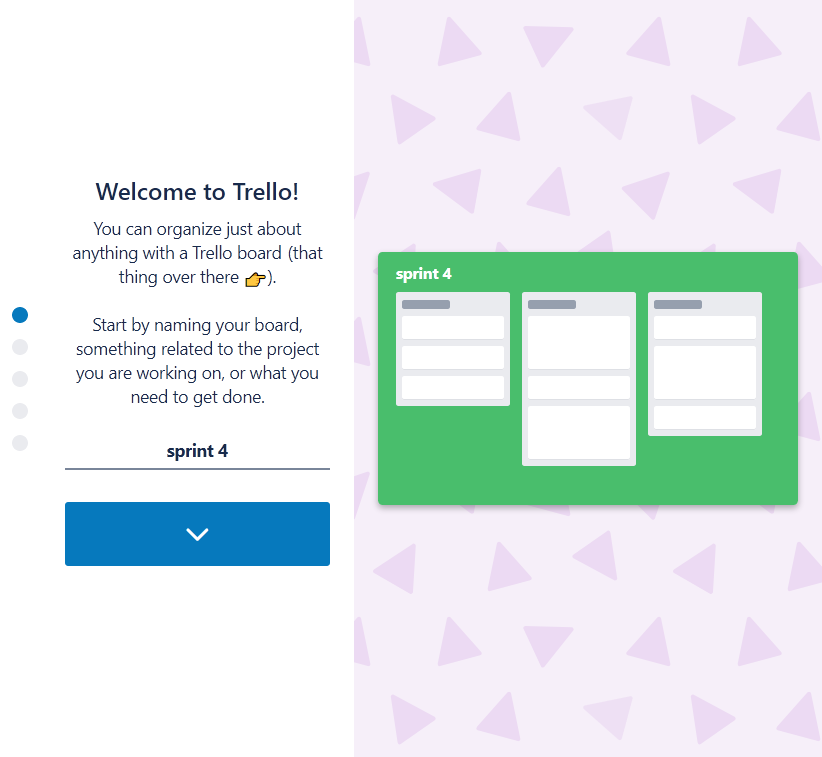 Welcome to Trello!
You can organize just about
anything with a Trello board (that
thing over there 👉).
Start by naming your board,
something related to the project
you are working on, or what you
need to get done.
sprint 4
sprint 4